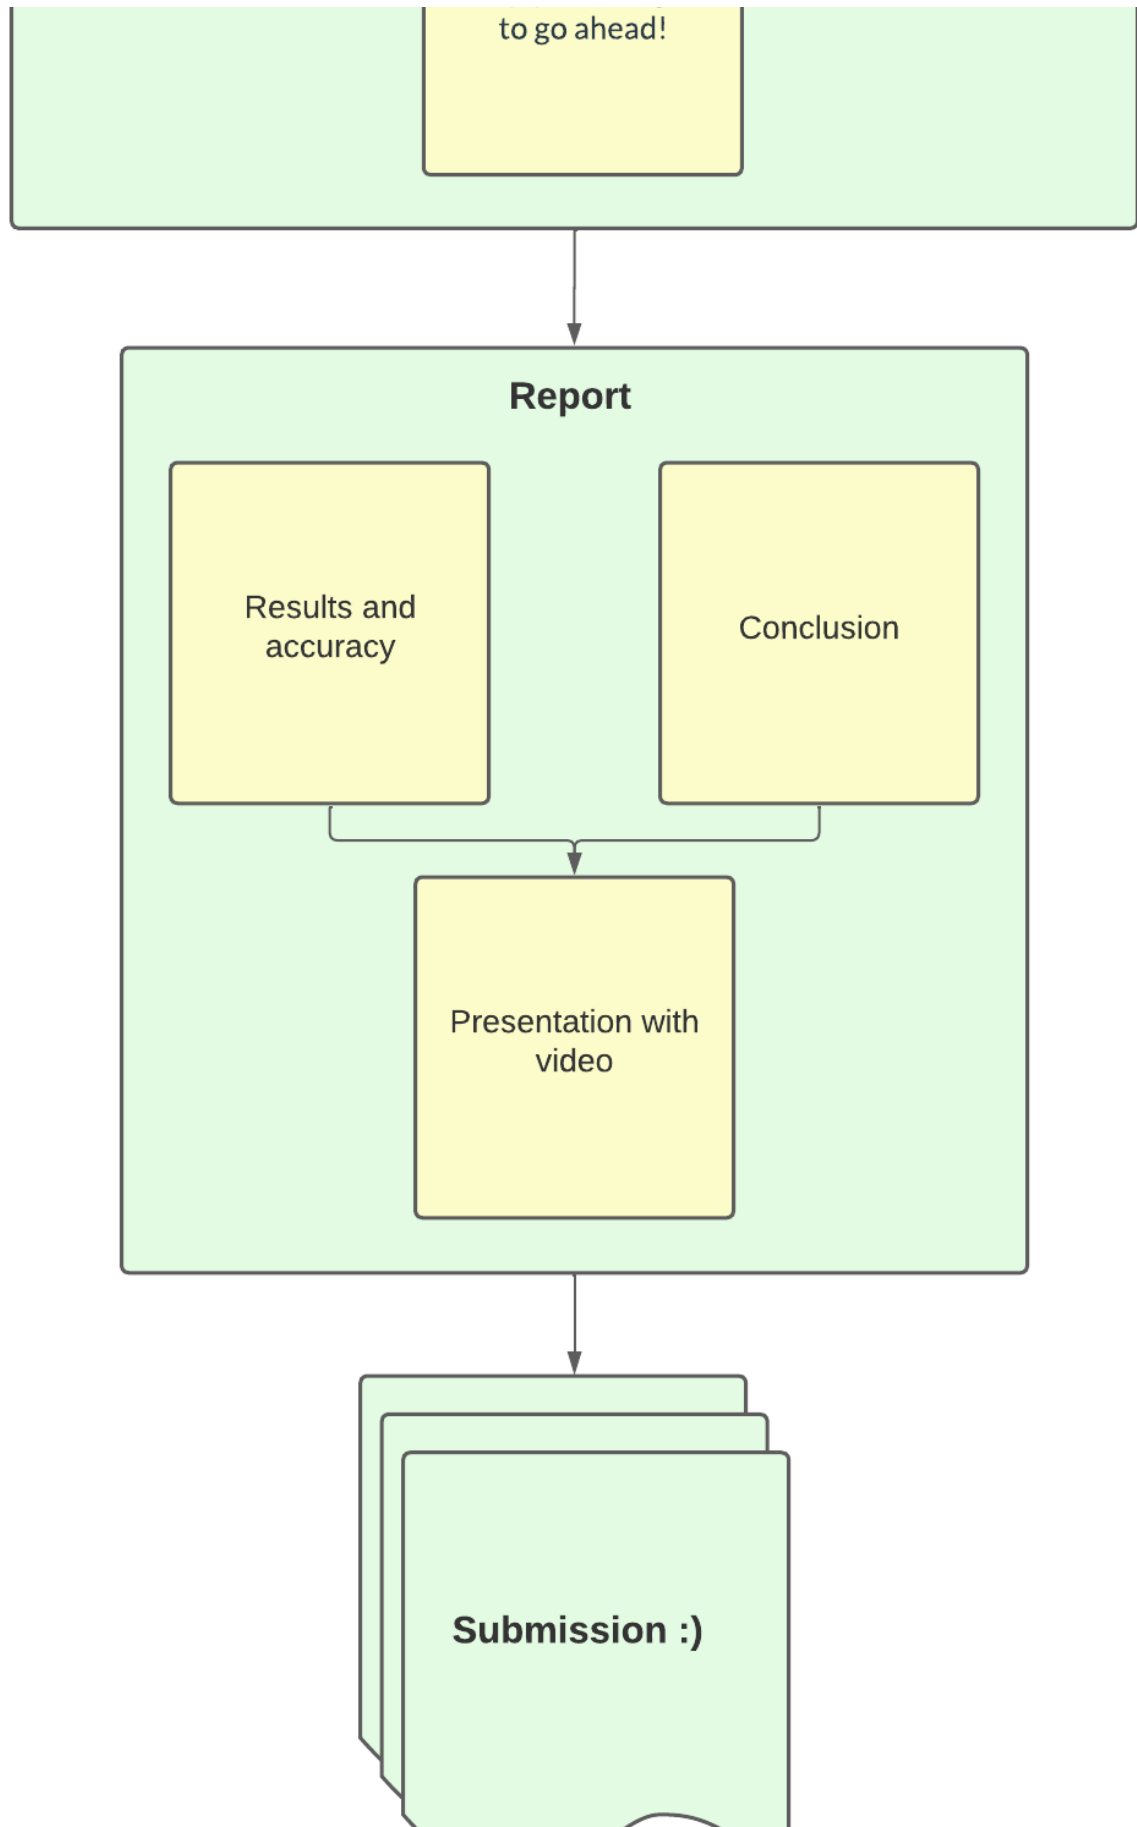 to go ahead!
Report
Results and
accuracy
Conclusion
Presentation with
video
Submission :)